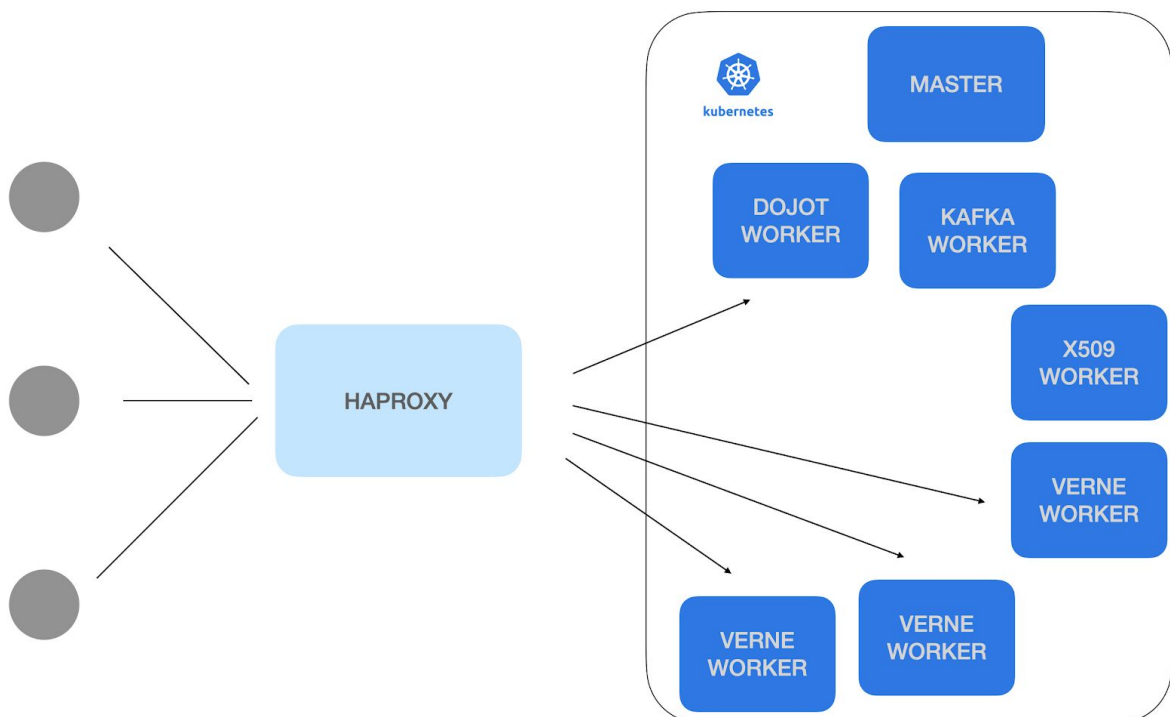 kubernetes
MASTER
DOJOT
WORKER
KAFKA
WORKER
X509
WORKER
HAPROXY
VERNE
WORKER
VERNE
WORKER
VERNE
WORKER